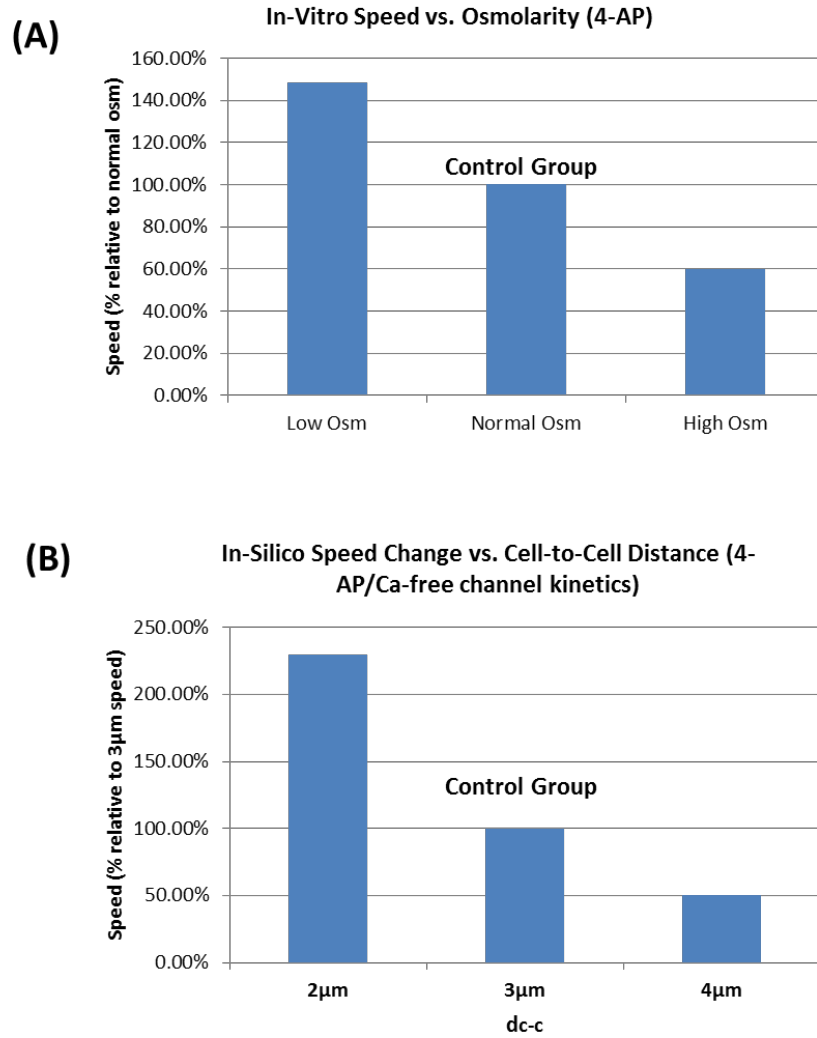 (A)
In-Vitro Speed vs. Osmolarity (4-AP)
Speed (% relative to normal osm)
160.00%
140.00%
120.00%
100.00%
80.00%
60.00%
40.00%
20.00%
0.00%
Control Group
Low Osm
Normal Osm
High Osm
(B)
In-Silico Speed Change vs. Cell-to-Cell Distance (4-
AP/Ca-free channel kinetics)
Speed (% relative to 3µm speed)
250.00%
200.00%
150.00%
100.00%
50.00%
0.00%
Control Group
2µm
3µm
4µm
dc-c